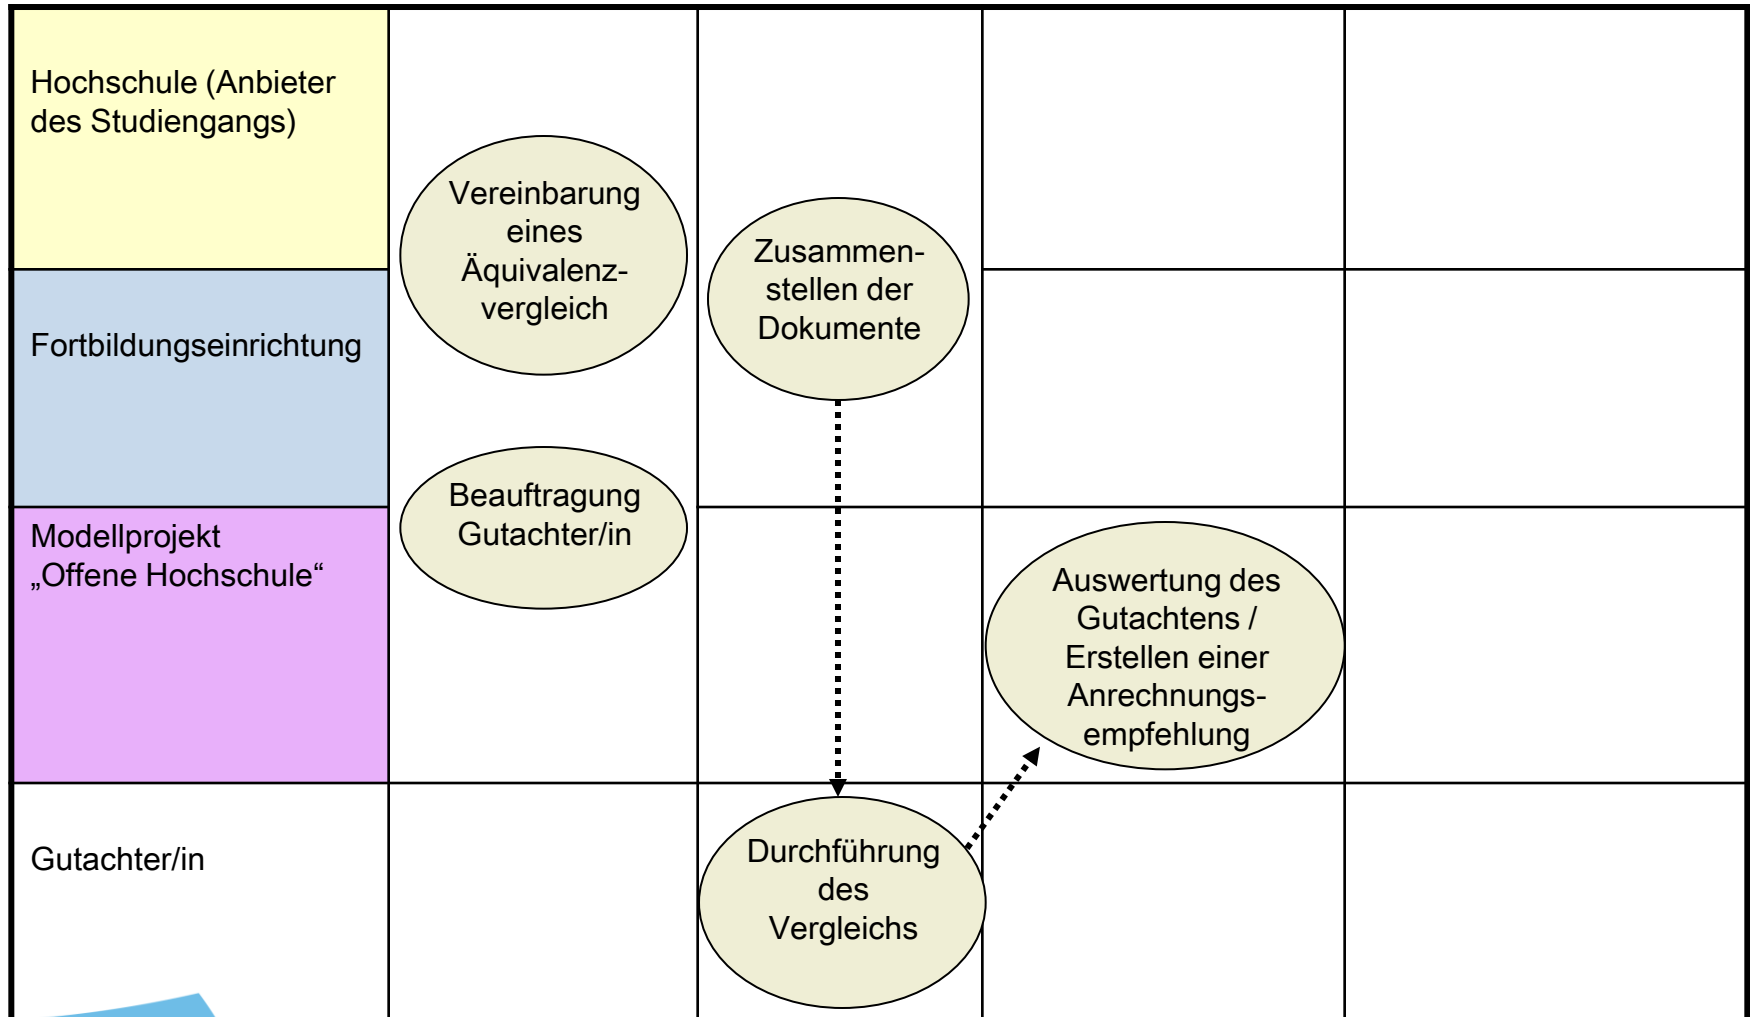 Hochschule (Anbieter
des Studiengangs)
Vereinbarung
eines
Äquivalenz-
vergleich
Zusammen-
stellen der
Dokumente
Fortbildungseinrichtung
Beauftragung
Gutachter/in
Modellprojekt
„Offene Hochschule“
Auswertung des
Gutachtens /
Erstellen einer
Anrechnungs-
empfehlung
Gutachter/in
Durchführung
des
Vergleichs